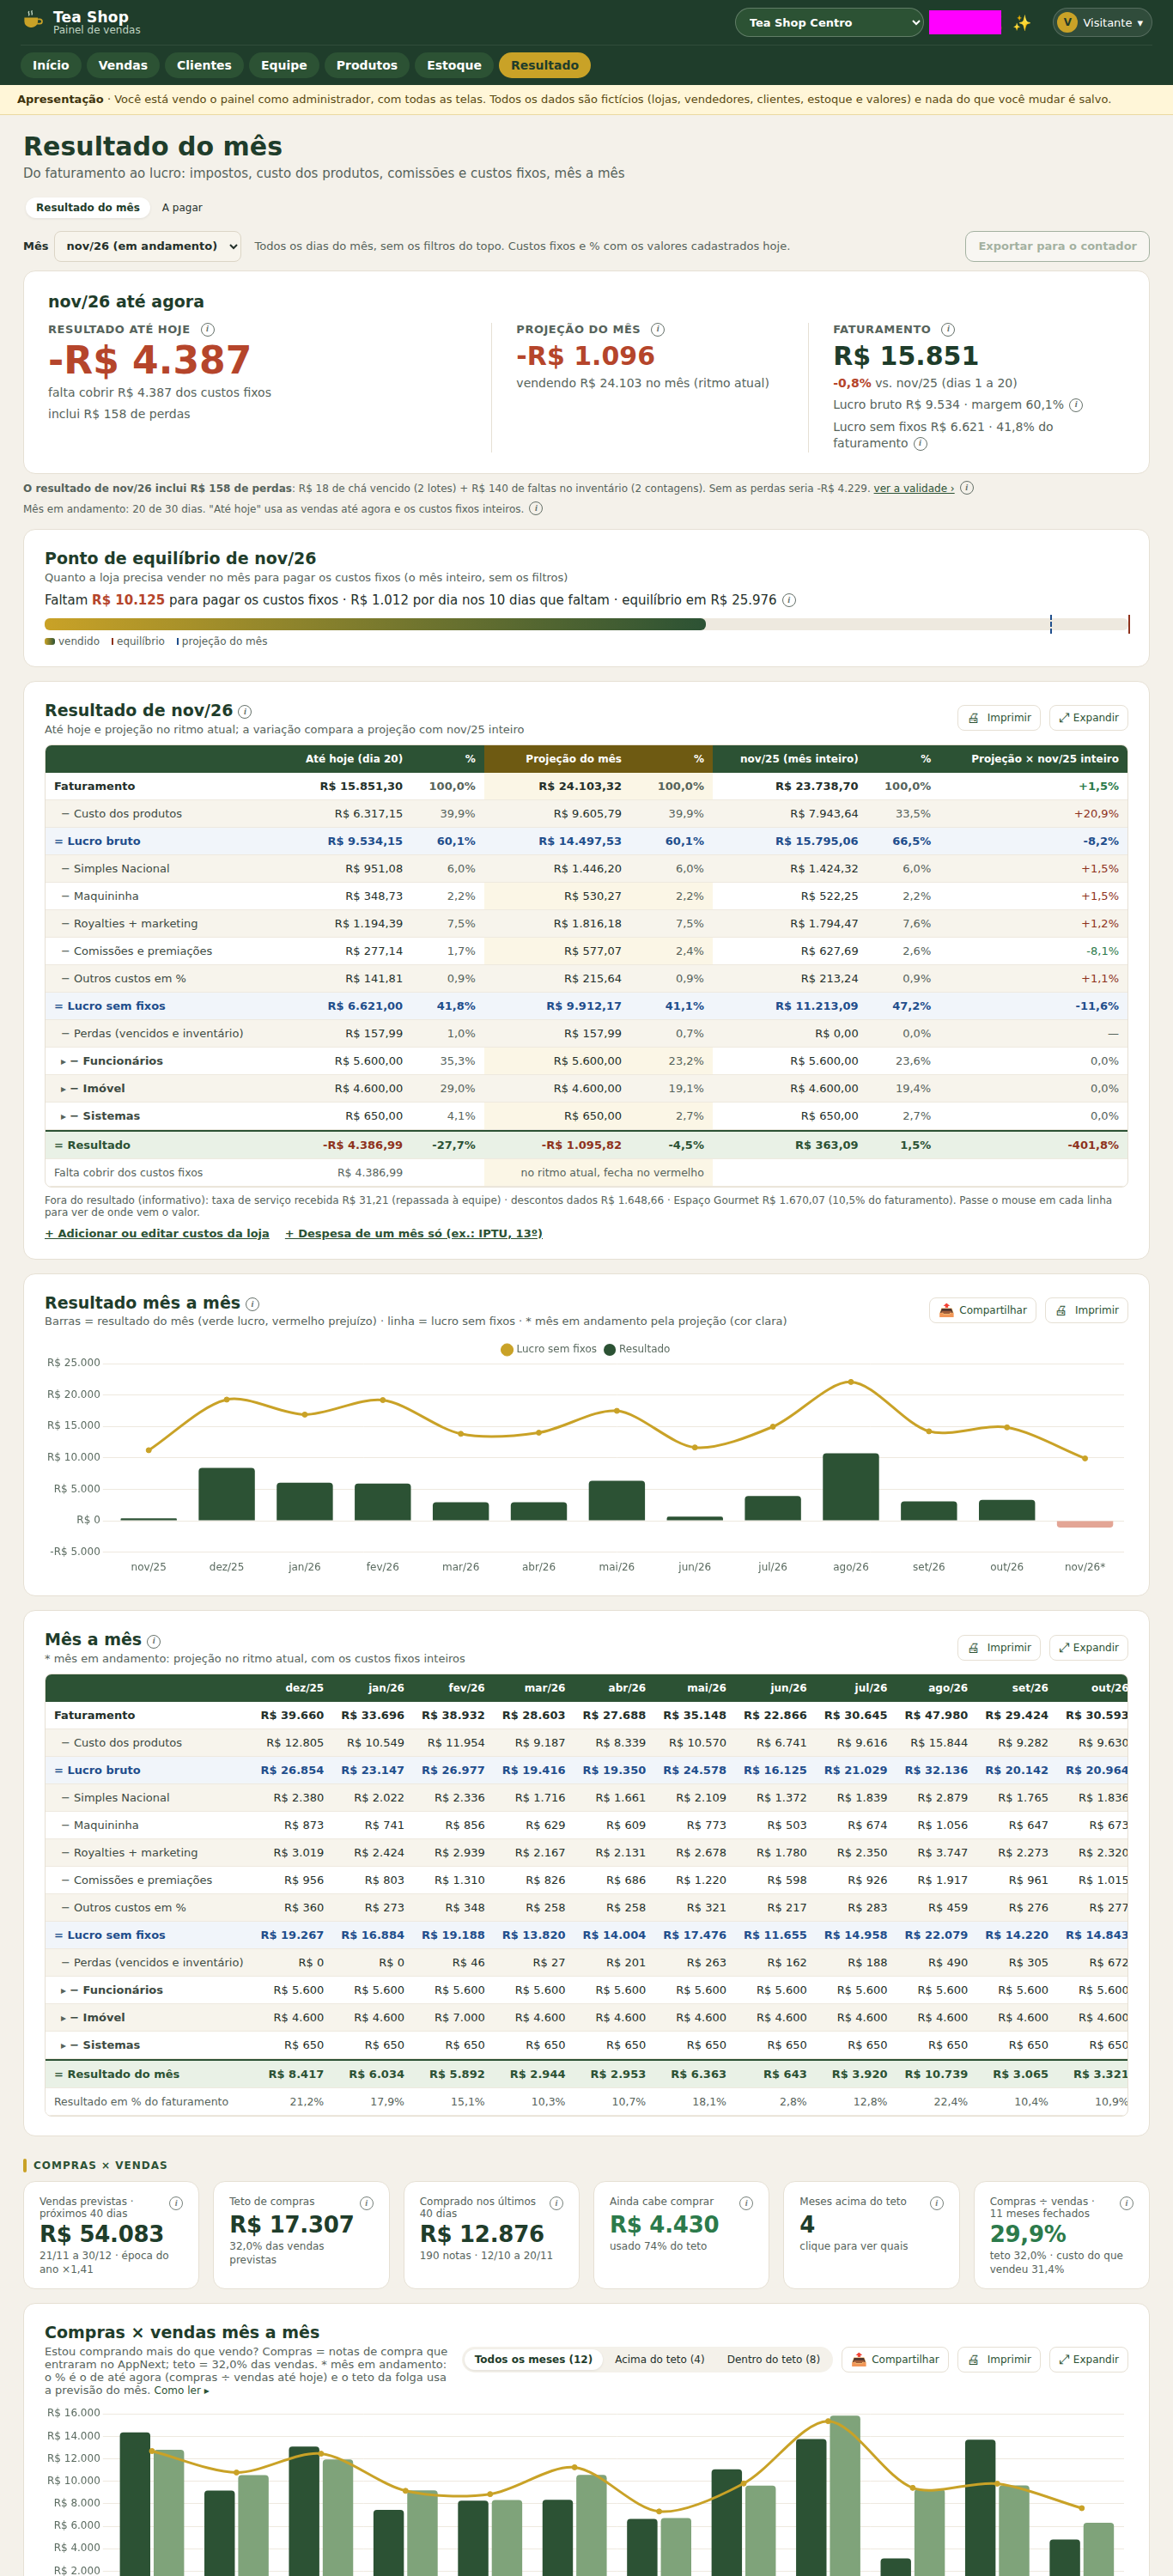 Tea Shop
Painel de vendas
Tea Shop Centro
V Visitante ▾
Início Vendas Clientes Equipe Produtos Estoque Resultado
Apresentação · Você está vendo o painel como administrador, com todas as telas. Todos os dados são fictícios (lojas, vendedores, clientes, estoque e valores) e nada do que você mudar é salvo.
Resultado do mês
Do faturamento ao lucro: impostos, custo dos produtos, comissões e custos fixos, mês a mês
Resultado do mês A pagar
Mês nov/26 (em andamento) Todos os dias do mês, sem os filtros do topo. Custos fixos e % com os valores cadastrados hoje. Exportar para o contador
nov/26 até agora
RESULTADO ATÉ HOJE i
-R$ 4.387
falta cobrir R$ 4.387 dos custos fixos
inclui R$ 158 de perdas
PROJEÇÃO DO MÊS i
-R$ 1.096
vendendo R$ 24.103 no mês (ritmo atual)
FATURAMENTO i
R$ 15.851
-0,8% vs. nov/25 (dias 1 a 20)
Lucro bruto R$ 9.534 · margem 60,1% i
Lucro sem fixos R$ 6.621 · 41,8% do
faturamento i
O resultado de nov/26 inclui R$ 158 de perdas: R$ 18 de chá vencido (2 lotes) + R$ 140 de faltas no inventário (2 contagens). Sem as perdas seria -R$ 4.229. ver a validade › i
Mês em andamento: 20 de 30 dias. "Até hoje" usa as vendas até agora e os custos fixos inteiros. i
Ponto de equilíbrio de nov/26
Quanto a loja precisa vender no mês para pagar os custos fixos (o mês inteiro, sem os filtros)
Faltam R$ 10.125 para pagar os custos fixos · R$ 1.012 por dia nos 10 dias que faltam · equilíbrio em R$ 25.976 i
vendido equilíbrio projeção do mês
Resultado de nov/26 i
Até hoje e projeção no ritmo atual; a variação compara a projeção com nov/25 inteiro
Imprimir Expandir
Até hoje (dia 20) % Projeção do mês % nov/25 (mês inteiro) % Projeção × nov/25 inteiro
Faturamento R$ 15.851,30 100,0% R$ 24.103,32 100,0% R$ 23.738,70 100,0% +1,5%
− Custo dos produtos R$ 6.317,15 39,9% R$ 9.605,79 39,9% R$ 7.943,64 33,5% +20,9%
= Lucro bruto R$ 9.534,15 60,1% R$ 14.497,53 60,1% R$ 15.795,06 66,5% -8,2%
− Simples Nacional R$ 951,08 6,0% R$ 1.446,20 6,0% R$ 1.424,32 6,0% +1,5%
− Maquininha R$ 348,73 2,2% R$ 530,27 2,2% R$ 522,25 2,2% +1,5%
− Royalties + marketing R$ 1.194,39 7,5% R$ 1.816,18 7,5% R$ 1.794,47 7,6% +1,2%
− Comissões e premiações R$ 277,14 1,7% R$ 577,07 2,4% R$ 627,69 2,6% -8,1%
− Outros custos em % R$ 141,81 0,9% R$ 215,64 0,9% R$ 213,24 0,9% +1,1%
= Lucro sem fixos R$ 6.621,00 41,8% R$ 9.912,17 41,1% R$ 11.213,09 47,2% -11,6%
− Perdas (vencidos e inventário) R$ 157,99 1,0% R$ 157,99 0,7% R$ 0,00 0,0% —
▸ − Funcionários R$ 5.600,00 35,3% R$ 5.600,00 23,2% R$ 5.600,00 23,6% 0,0%
▸ − Imóvel R$ 4.600,00 29,0% R$ 4.600,00 19,1% R$ 4.600,00 19,4% 0,0%
▸ − Sistemas R$ 650,00 4,1% R$ 650,00 2,7% R$ 650,00 2,7% 0,0%
= Resultado -R$ 4.386,99 -27,7% -R$ 1.095,82 -4,5% R$ 363,09 1,5% -401,8%
Falta cobrir dos custos fixos R$ 4.386,99 no ritmo atual, fecha no vermelho
Fora do resultado (informativo): taxa de serviço recebida R$ 31,21 (repassada à equipe) · descontos dados R$ 1.648,66 · Espaço Gourmet R$ 1.670,07 (10,5% do faturamento). Passe o mouse em cada linha
para ver de onde vem o valor.
+ Adicionar ou editar custos da loja + Despesa de um mês só (ex.: IPTU, 13º)
Resultado mês a mês i
Barras = resultado do mês (verde lucro, vermelho prejuízo) · linha = lucro sem fixos · * mês em andamento pela projeção (cor clara)
Compartilhar Imprimir
Lucro sem fixos Resultado
R$ 25.000
R$ 20.000
R$ 15.000
R$ 10.000
R$ 5.000
R$ 0
-R$ 5.000
nov/25 dez/25 jan/26 fev/26 mar/26 abr/26 mai/26 jun/26 jul/26 ago/26 set/26 out/26 nov/26*
Mês a mês i
* mês em andamento: projeção no ritmo atual, com os custos fixos inteiros
Imprimir Expandir
dez/25 jan/26 fev/26 mar/26 abr/26 mai/26 jun/26 jul/26 ago/26 set/26 out/26
Faturamento R$ 39.660 R$ 33.696 R$ 38.932 R$ 28.603 R$ 27.688 R$ 35.148 R$ 22.866 R$ 30.645 R$ 47.980 R$ 29.424 R$ 30.593
− Custo dos produtos R$ 12.805 R$ 10.549 R$ 11.954 R$ 9.187 R$ 8.339 R$ 10.570 R$ 6.741 R$ 9.616 R$ 15.844 R$ 9.282 R$ 9.630
= Lucro bruto R$ 26.854 R$ 23.147 R$ 26.977 R$ 19.416 R$ 19.350 R$ 24.578 R$ 16.125 R$ 21.029 R$ 32.136 R$ 20.142 R$ 20.964
− Simples Nacional R$ 2.380 R$ 2.022 R$ 2.336 R$ 1.716 R$ 1.661 R$ 2.109 R$ 1.372 R$ 1.839 R$ 2.879 R$ 1.765 R$ 1.836
− Maquininha R$ 873 R$ 741 R$ 856 R$ 629 R$ 609 R$ 773 R$ 503 R$ 674 R$ 1.056 R$ 647 R$ 673
− Royalties + marketing R$ 3.019 R$ 2.424 R$ 2.939 R$ 2.167 R$ 2.131 R$ 2.678 R$ 1.780 R$ 2.350 R$ 3.747 R$ 2.273 R$ 2.320
− Comissões e premiações R$ 956 R$ 803 R$ 1.310 R$ 826 R$ 686 R$ 1.220 R$ 598 R$ 926 R$ 1.917 R$ 961 R$ 1.015
− Outros custos em % R$ 360 R$ 273 R$ 348 R$ 258 R$ 258 R$ 321 R$ 217 R$ 283 R$ 459 R$ 276 R$ 277
= Lucro sem fixos R$ 19.267 R$ 16.884 R$ 19.188 R$ 13.820 R$ 14.004 R$ 17.476 R$ 11.655 R$ 14.958 R$ 22.079 R$ 14.220 R$ 14.843
− Perdas (vencidos e inventário) R$ 0 R$ 0 R$ 46 R$ 27 R$ 201 R$ 263 R$ 162 R$ 188 R$ 490 R$ 305 R$ 672
▸ − Funcionários R$ 5.600 R$ 5.600 R$ 5.600 R$ 5.600 R$ 5.600 R$ 5.600 R$ 5.600 R$ 5.600 R$ 5.600 R$ 5.600 R$ 5.600
▸ − Imóvel R$ 4.600 R$ 4.600 R$ 7.000 R$ 4.600 R$ 4.600 R$ 4.600 R$ 4.600 R$ 4.600 R$ 4.600 R$ 4.600 R$ 4.600
▸ − Sistemas R$ 650 R$ 650 R$ 650 R$ 650 R$ 650 R$ 650 R$ 650 R$ 650 R$ 650 R$ 650 R$ 650
= Resultado do mês R$ 8.417 R$ 6.034 R$ 5.892 R$ 2.944 R$ 2.953 R$ 6.363 R$ 643 R$ 3.920 R$ 10.739 R$ 3.065 R$ 3.321
Resultado em % do faturamento 21,2% 17,9% 15,1% 10,3% 10,7% 18,1% 2,8% 12,8% 22,4% 10,4% 10,9%
COMPRAS × VENDAS
Vendas previstas ·
próximos 40 dias i
R$ 54.083
21/11 a 30/12 · época do
ano ×1,41
Teto de compras i
R$ 17.307
32,0% das vendas
previstas
Comprado nos últimos
40 dias i
R$ 12.876
190 notas · 12/10 a 20/11
Ainda cabe comprar i
R$ 4.430
usado 74% do teto
Meses acima do teto i
4
clique para ver quais
Compras ÷ vendas ·
11 meses fechados i
29,9%
teto 32,0% · custo do que
vendeu 31,4%
Compras × vendas mês a mês
Estou comprando mais do que vendo? Compras = notas de compra que
entraram no AppNext; teto = 32,0% das vendas. * mês em andamento:
o % é o de até agora (compras ÷ vendas até hoje) e o teto da folga usa
a previsão do mês. Como ler ▸
Todos os meses (12) Acima do teto (4) Dentro do teto (8) Compartilhar Imprimir Expandir
R$ 16.000
R$ 14.000
R$ 12.000
R$ 10.000
R$ 8.000
R$ 6.000
R$ 4.000
R$ 2.000